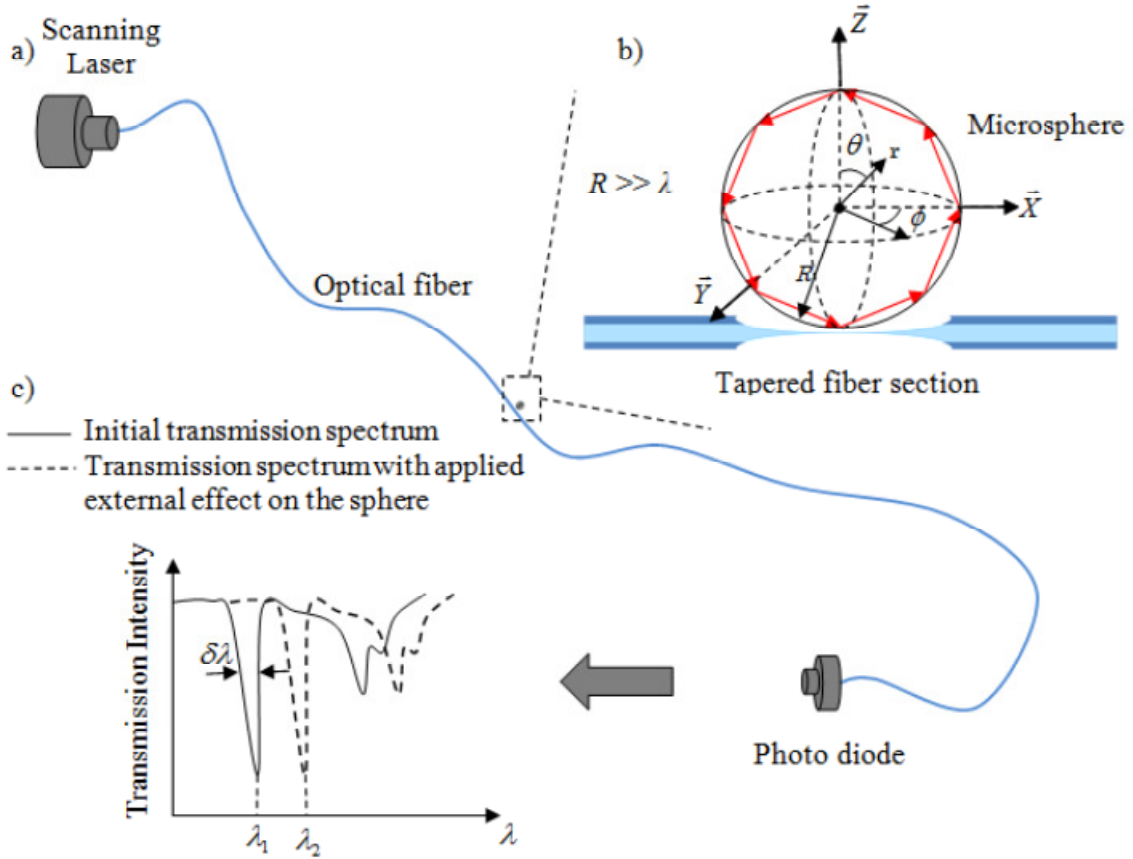 a)
Scanning
Laser
b)
Z⃗
Microsphere
θ
r
R >> λ
X⃗
ϕ
R
Y⃗
Optical fiber
Tapered fiber section
c)
Initial transmission spectrum
Transmission spectrum with applied
external effect on the sphere
Transmission Intensity
δλ
λ₁
λ₂
λ
Photo diode